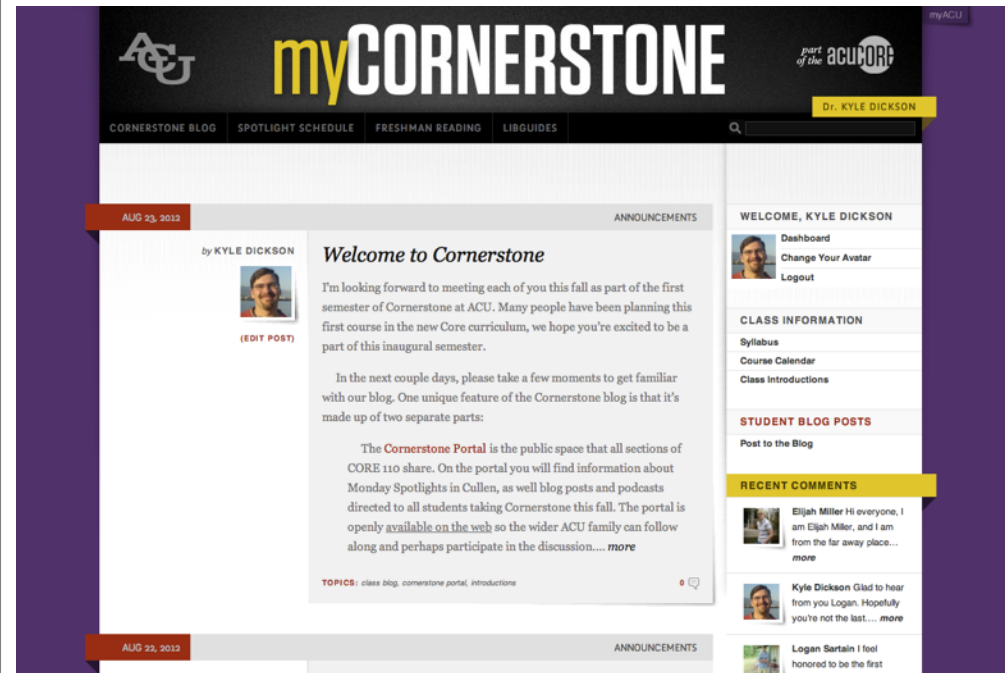 myACU
ACU
myCORNERSTONE
part of the acuCORE
Dr. KYLE DICKSON
CORNERSTONE BLOG SPOTLIGHT SCHEDULE FRESHMAN READING LIBGUIDES
AUG 23, 2012 ANNOUNCEMENTS
by KYLE DICKSON
(EDIT POST)
Welcome to Cornerstone
I'm looking forward to meeting each of you this fall as part of the first
semester of Cornerstone at ACU. Many people have been planning this
first course in the new Core curriculum, we hope you're excited to be a
part of this inaugural semester.
In the next couple days, please take a few moments to get familiar
with our blog. One unique feature of the Cornerstone blog is that it's
made up of two separate parts:
The Cornerstone Portal is the public space that all sections of
CORE 110 share. On the portal you will find information about
Monday Spotlights in Cullen, as well blog posts and podcasts
directed to all students taking Cornerstone this fall. The portal is
openly available on the web so the wider ACU family can follow
along and perhaps participate in the discussion.... more
TOPICS: class blog, cornerstone portal, introductions 0
AUG 22, 2012 ANNOUNCEMENTS
WELCOME, KYLE DICKSON
Dashboard
Change Your Avatar
Logout
CLASS INFORMATION
Syllabus
Course Calendar
Class Introductions
STUDENT BLOG POSTS
Post to the Blog
RECENT COMMENTS
Elijah Miller Hi everyone, I
am Elijah Miller, and I am
from the far away place...
more
Kyle Dickson Glad to hear
from you Logan. Hopefully
you're not the last.... more
Logan Sartain I feel
honored to be the first